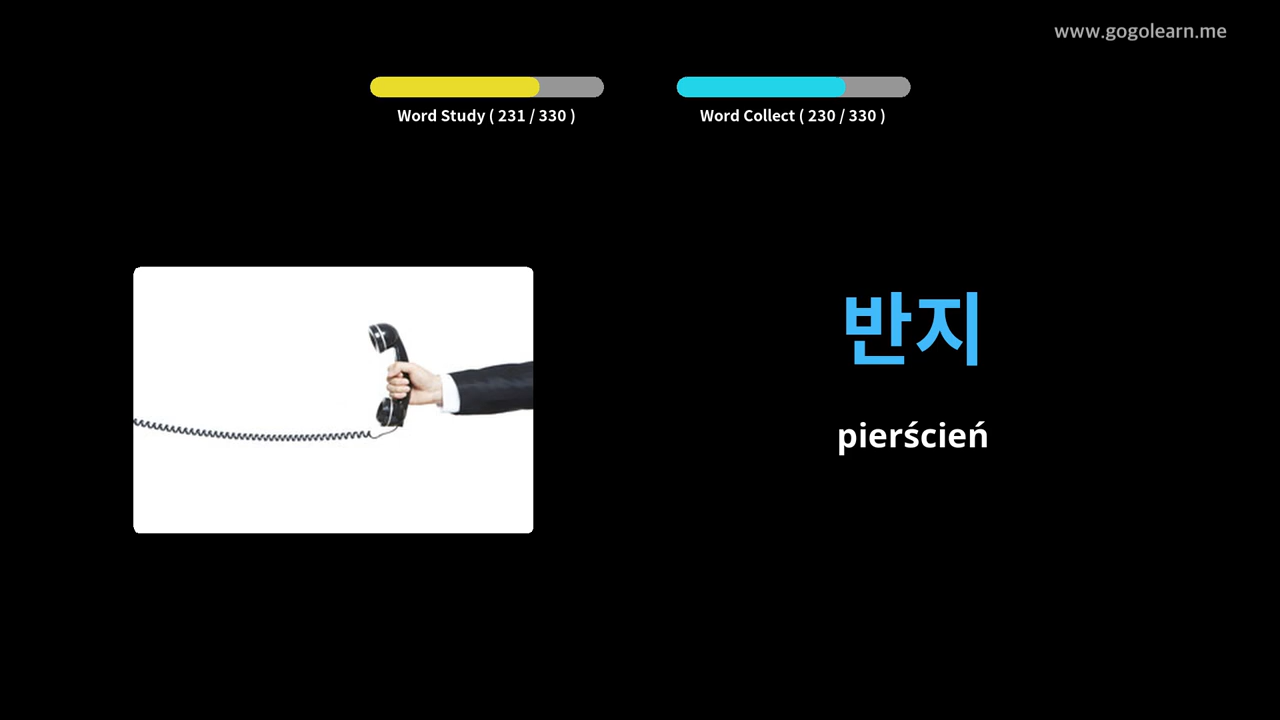 www.gogolearn.me
Word Study ( 231 / 330 )
Word Collect ( 230 / 330 )
반지
pierścień